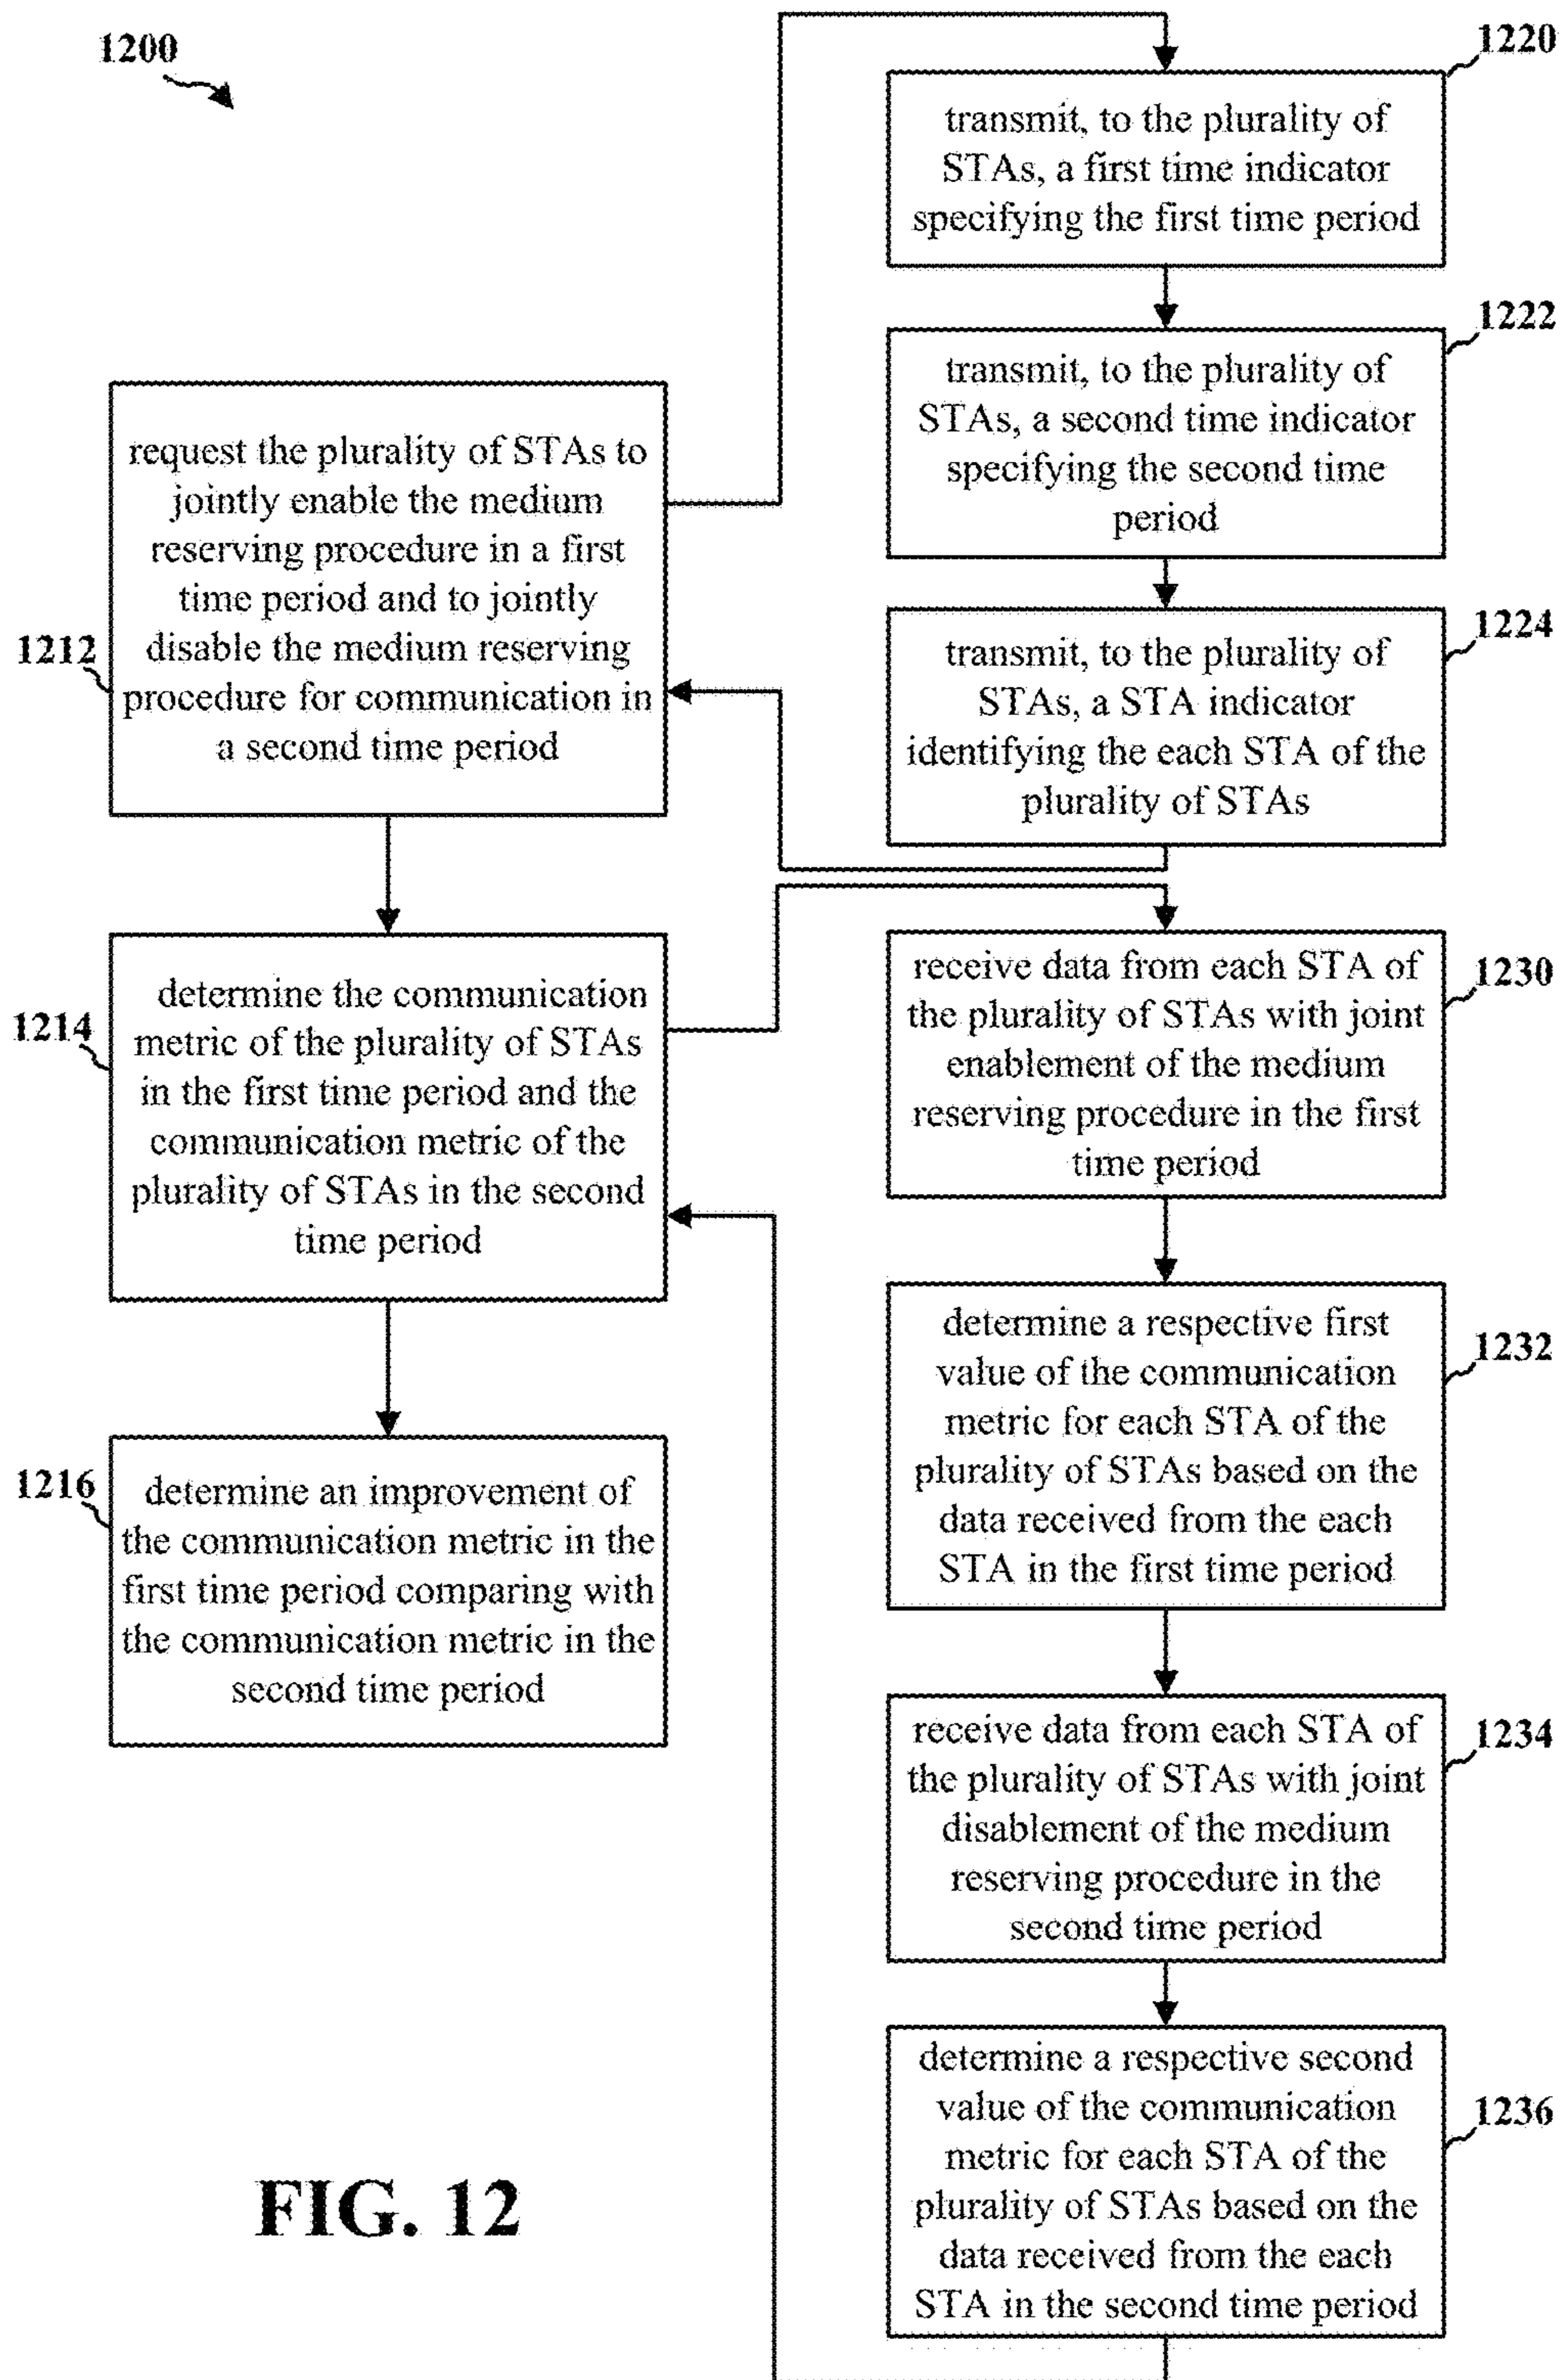 1200
1220
transmit, to the plurality of
STAs, a first time indicator
specifying the first time period
1222
transmit, to the plurality of
STAs, a second time indicator
specifying the second time
period
1224
transmit, to the plurality of
STAs, a STA indicator
identifying the each STA of the
plurality of STAs
1212
request the plurality of STAs to
jointly enable the medium
reserving procedure in a first
time period and to jointly
disable the medium reserving
procedure for communication in
a second time period
1214
determine the communication
metric of the plurality of STAs
in the first time period and the
communication metric of the
plurality of STAs in the second
time period
1216
determine an improvement of
the communication metric in the
first time period comparing with
the communication metric in the
second time period
1230
receive data from each STA of
the plurality of STAs with joint
enablement of the medium
reserving procedure in the first
time period
1232
determine a respective first
value of the communication
metric for each STA of the
plurality of STAs based on the
data received from the each
STA in the first time period
1234
receive data from each STA of
the plurality of STAs with joint
disablement of the medium
reserving procedure in the
second time period
1236
determine a respective second
value of the communication
metric for each STA of the
plurality of STAs based on the
data received from the each
STA in the second time period
FIG. 12